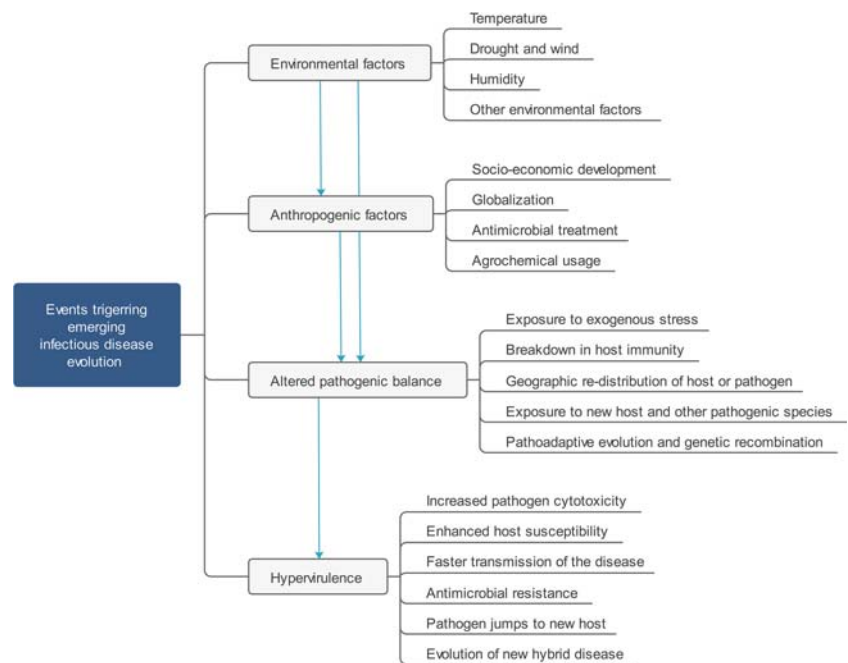 Temperature
Environmental factors
Drought and wind
Humidity
Other environmental factors
Socio-economic development
Anthropogenic factors
Globalization
Antimicrobial treatment
Agrochemical usage
Events trigerring
emerging
infectious disease
evolution
Exposure to exogenous stress
Breakdown in host immunity
Altered pathogenic balance
Geographic re-distribution of host or pathogen
Exposure to new host and other pathogenic species
Pathoadaptive evolution and genetic recombination
Increased pathogen cytotoxicity
Enhanced host susceptibility
Faster transmission of the disease
Hypervirulence
Antimicrobial resistance
Pathogen jumps to new host
Evolution of new hybrid disease